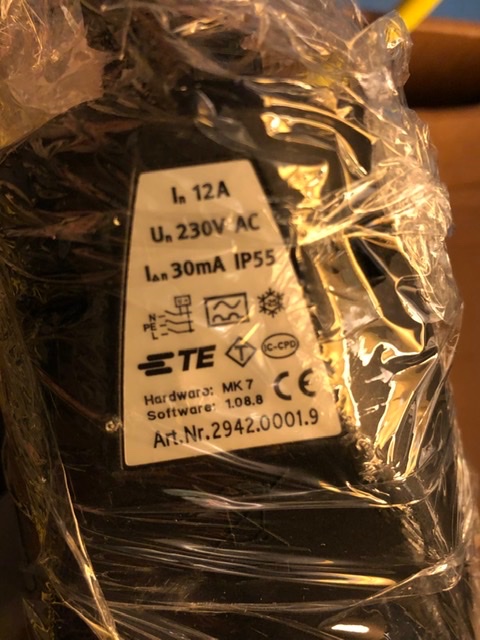 In 12A
Un 230V AC
IΔn 30mA IP55
N
PE
L
TE T IC-CPD
Hardware: MK 7
Software: 1.08.8 CE
Art.Nr.2942.0001.9